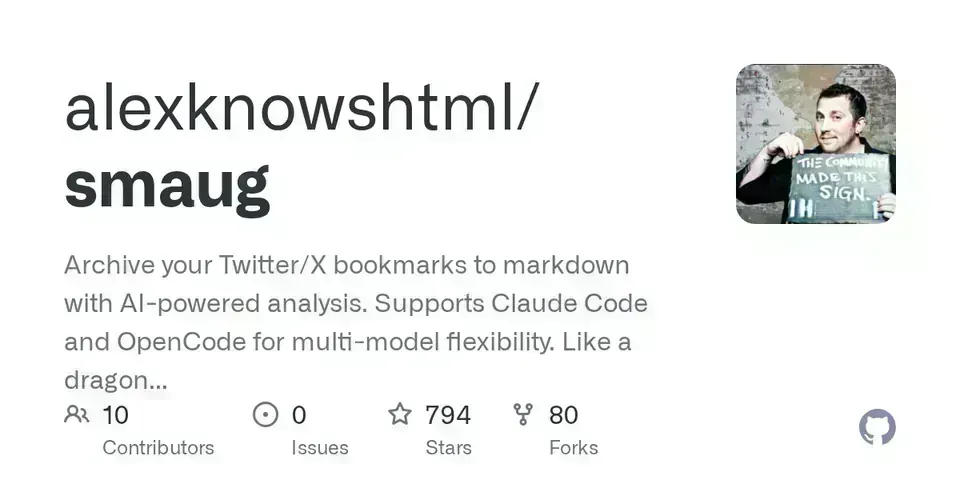 alexknowshtml/
smaug
Archive your Twitter/X bookmarks to markdown
with AI-powered analysis. Supports Claude Code
and OpenCode for multi-model flexibility. Like a
dragon...
10
Contributors
0
Issues
794
Stars
80
Forks
THE COMMUNITY
MADE THIS
SIGN.